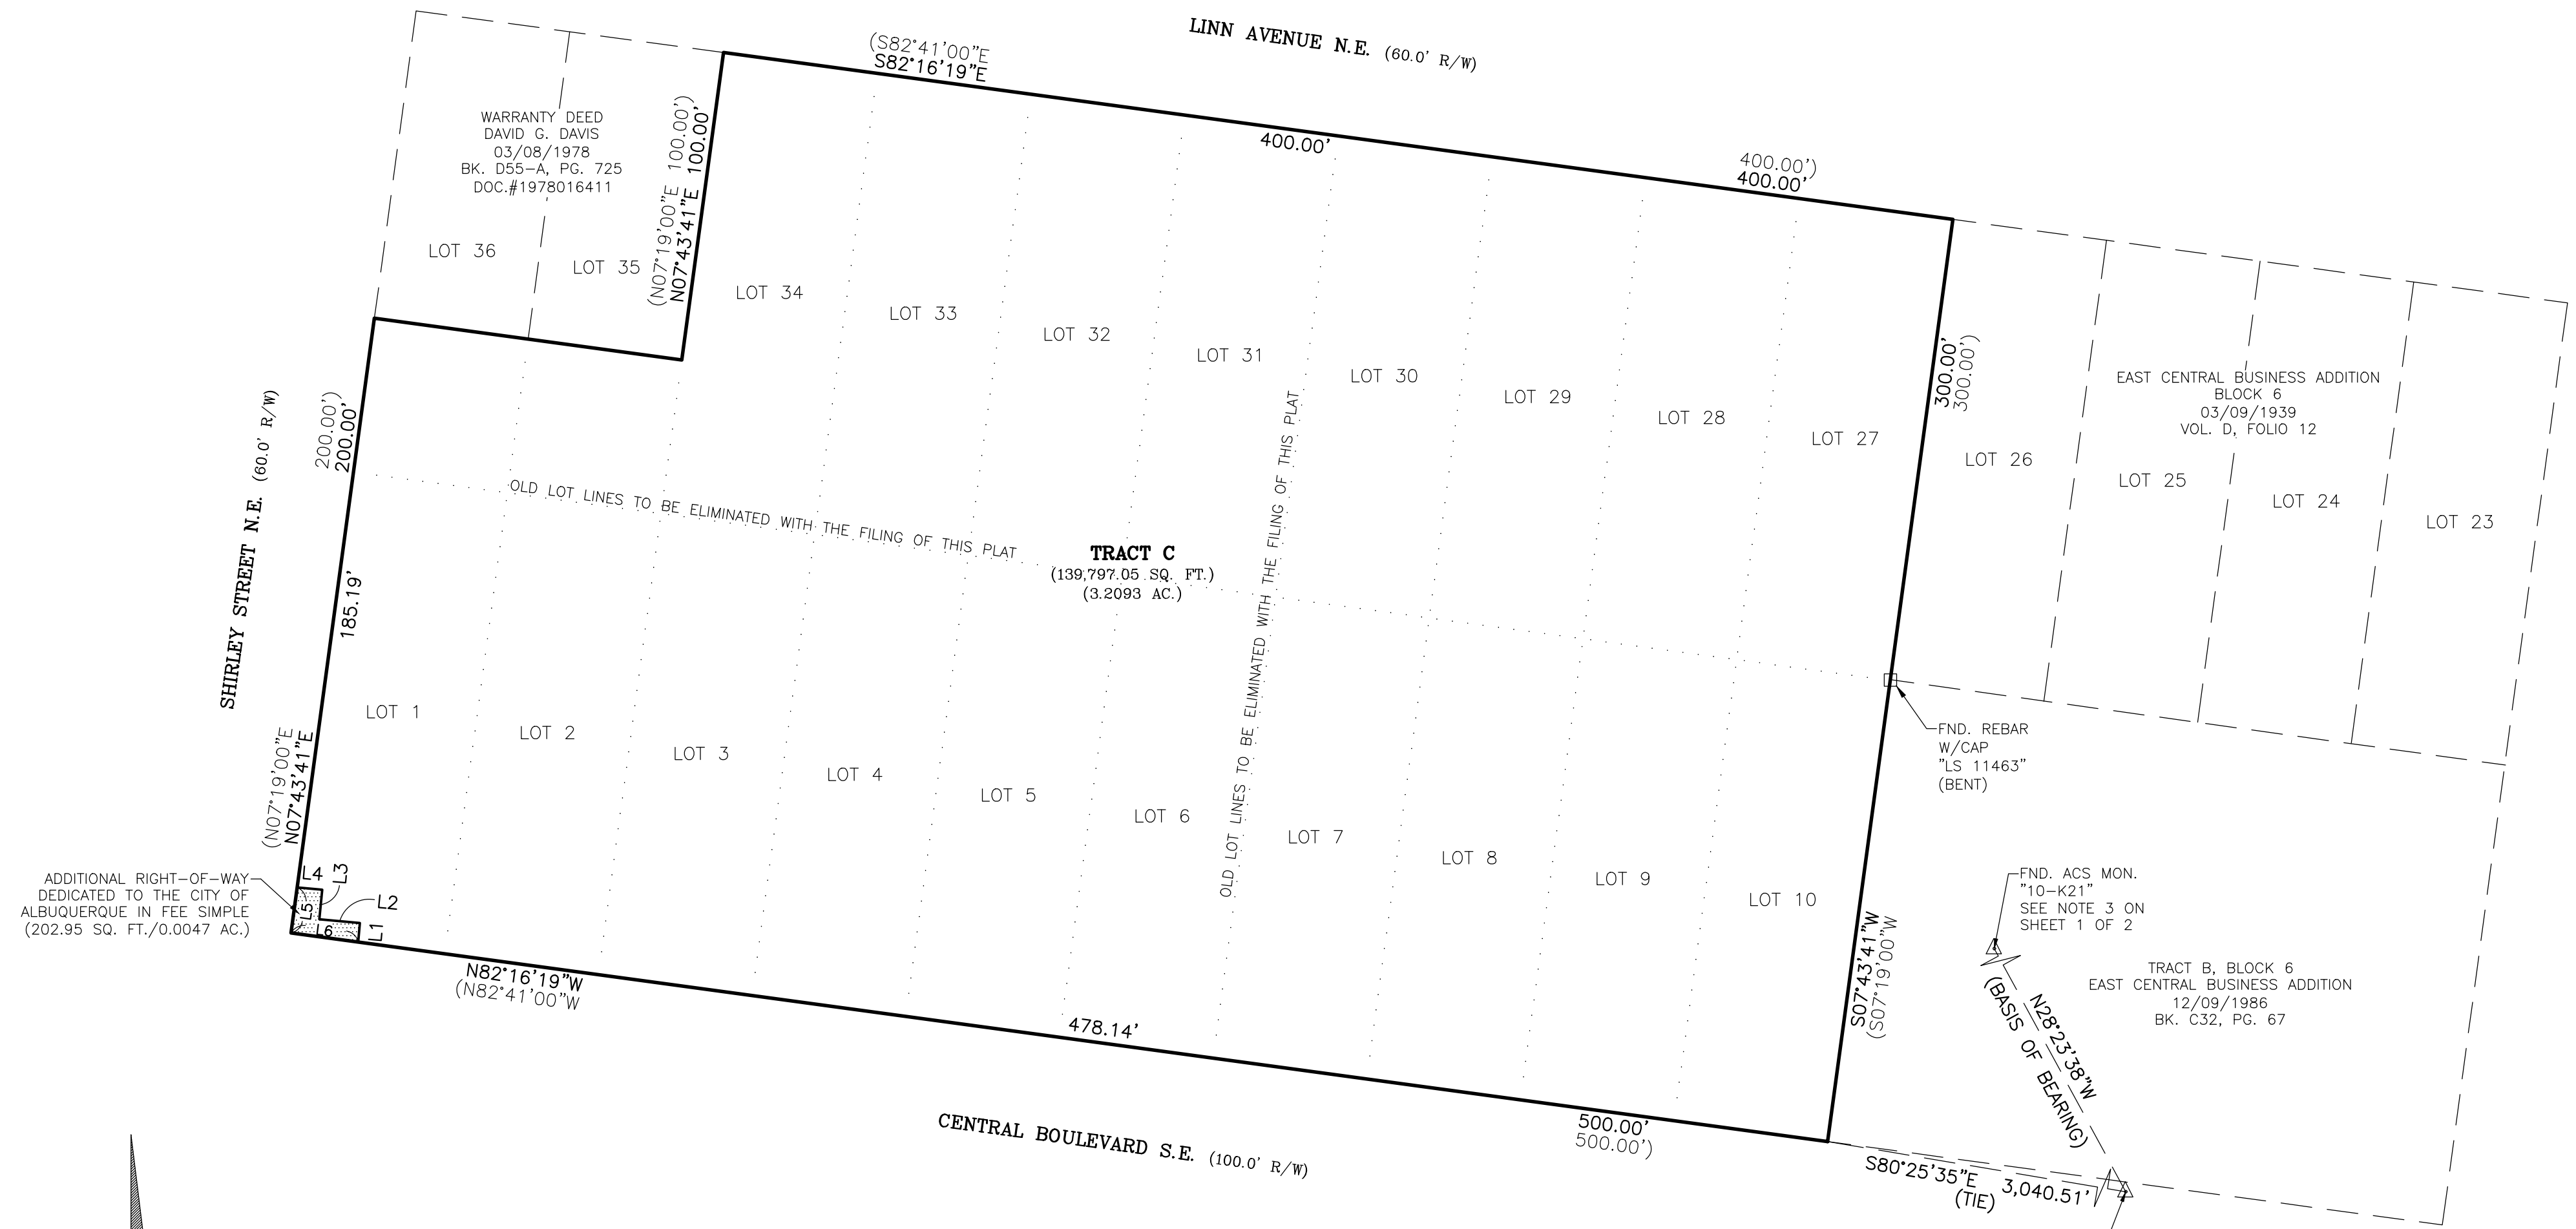 LINN AVENUE N.E. (60.0' R/W)
(S82°41'00"E
S82°16'19"E
400.00'
400.00')
400.00'
WARRANTY DEED
DAVID G. DAVIS
03/08/1978
BK. D55-A, PG. 725
DOC.#1978016411
(N07°19'00"E 100.00')
N07°43'41"E 100.00'
LOT 36
LOT 35
LOT 34
LOT 33
LOT 32
LOT 31
LOT 30
LOT 29
LOT 28
LOT 27
LOT 26
LOT 25
LOT 24
LOT 23
300.00'
300.00')
EAST CENTRAL BUSINESS ADDITION
BLOCK 6
03/09/1939
VOL. D, FOLIO 12
SHIRLEY STREET N.E. (60.0' R/W)
200.00')
200.00'
185.19'
(N07°19'00"E
N07°43'41"E
OLD LOT LINES TO BE ELIMINATED WITH THE FILING OF THIS PLAT
OLD LOT LINES TO BE ELIMINATED WITH THE FILING OF THIS PLAT
TRACT C
(139,797.05 SQ. FT.)
(3.2093 AC.)
LOT 1
LOT 2
LOT 3
LOT 4
LOT 5
LOT 6
LOT 7
LOT 8
LOT 9
LOT 10
FND. REBAR
W/CAP
"LS 11463"
(BENT)
ADDITIONAL RIGHT-OF-WAY
DEDICATED TO THE CITY OF
ALBUQUERQUE IN FEE SIMPLE
(202.95 SQ. FT./0.0047 AC.)
L4
L3
L5
L2
L6
L1
N82°16'19"W
(N82°41'00"W
478.14'
500.00'
500.00')
S07°43'41"W
(S07°19'00"W
FND. ACS MON.
"10-K21"
SEE NOTE 3 ON
SHEET 1 OF 2
TRACT B, BLOCK 6
EAST CENTRAL BUSINESS ADDITION
12/09/1986
BK. C32, PG. 67
N28°23'38"W
(BASIS OF BEARING)
CENTRAL BOULEVARD S.E. (100.0' R/W)
S80°25'35"E 3,040.51'
(TIE)